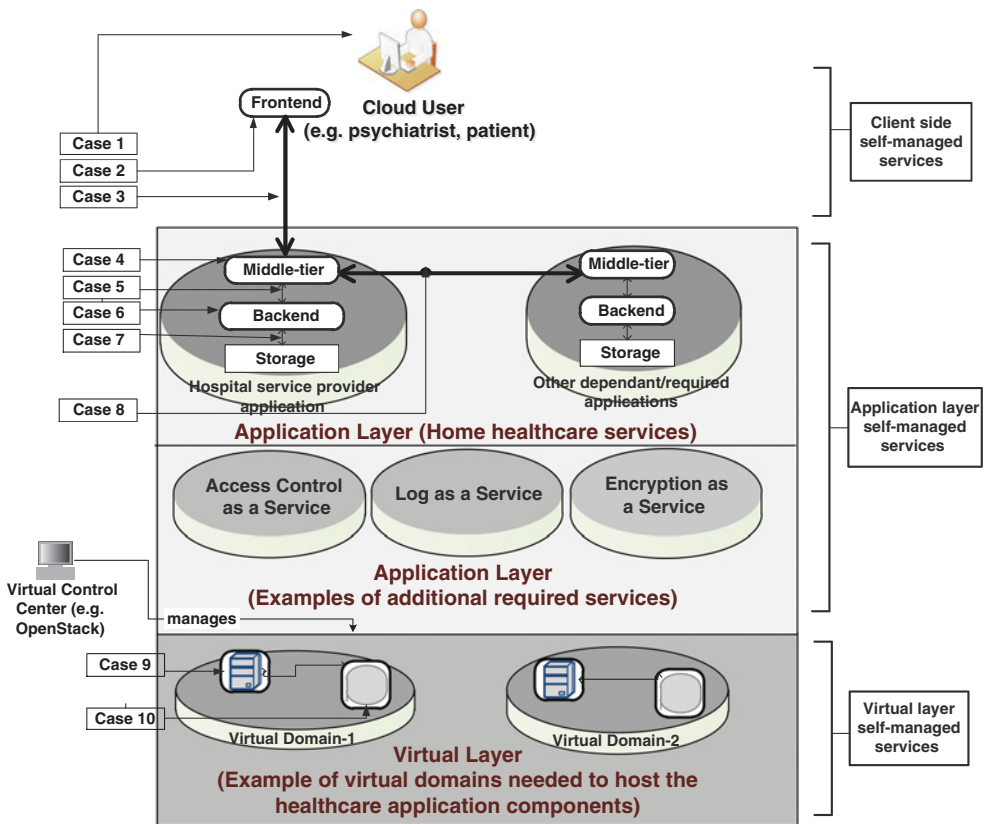 Cloud User
(e.g. psychiatrist, patient)
Frontend
Case 1
Case 2
Case 3
Client side
self-managed
services
Case 4
Case 5
Case 6
Case 7
Case 8
Middle-tier
Backend
Storage
Hospital service provider
application
Middle-tier
Backend
Storage
Other dependant/required
applications
Application Layer (Home healthcare services)
Application layer
self-managed
services
Access Control
as a Service
Log as a Service
Encryption as
a Service
Application Layer
(Examples of additional required services)
Virtual Control
Center (e.g.
OpenStack)
manages
Case 9
Case 10
Virtual Domain-1
Virtual Domain-2
Virtual Layer
(Example of virtual domains needed to host the
healthcare application components)
Virtual layer
self-managed
services